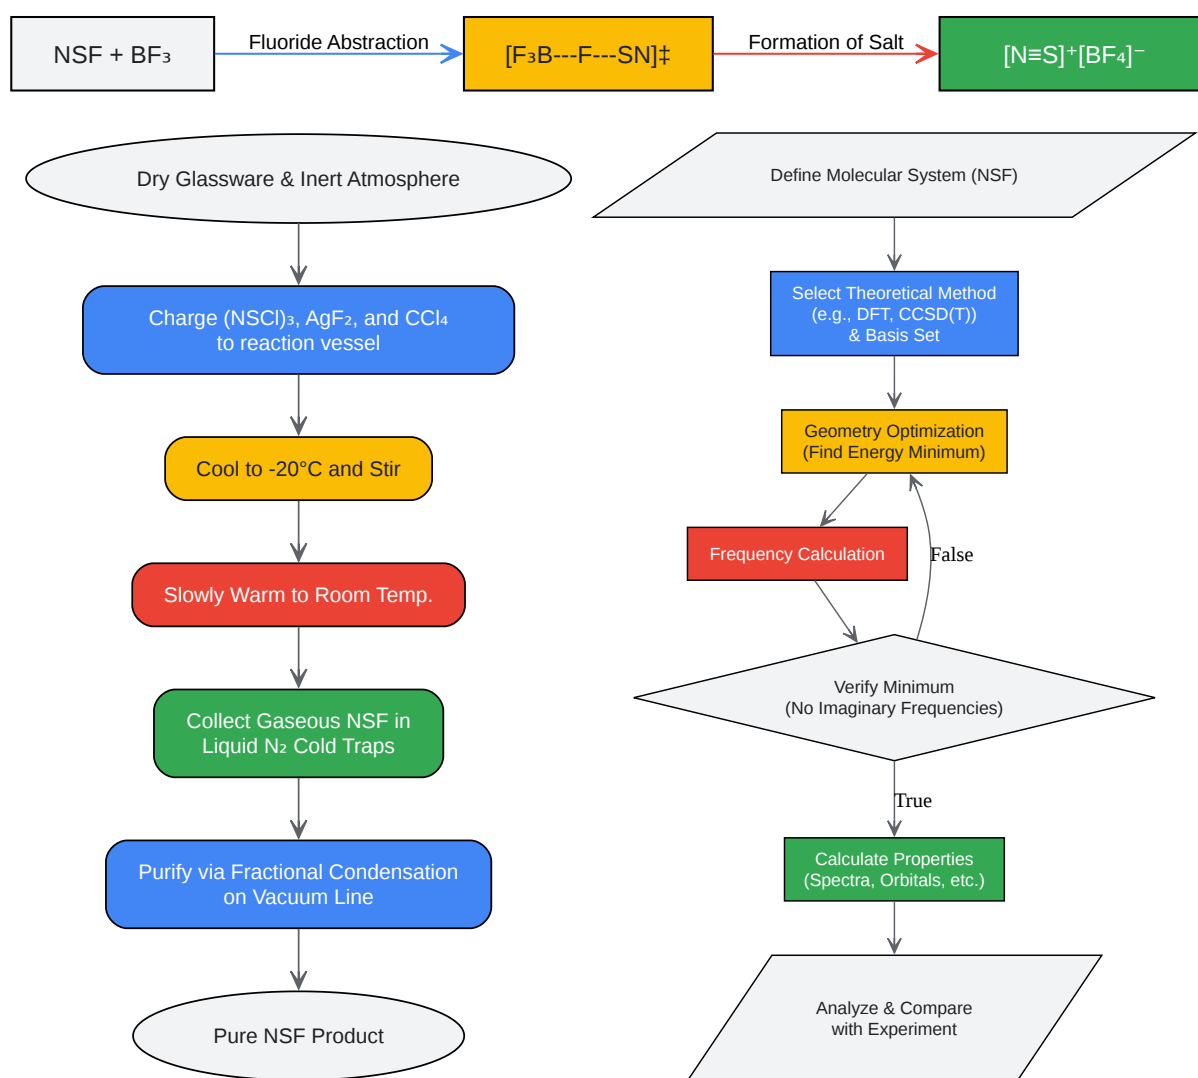 NSF + BF₃
Fluoride Abstraction
[F₃B---F---SN]‡
Formation of Salt
[N≡S]⁺[BF₄]⁻
Dry Glassware & Inert Atmosphere
Charge (NSCl)₃, AgF₂, and CCl₄
to reaction vessel
Cool to -20°C and Stir
Slowly Warm to Room Temp.
Collect Gaseous NSF in
Liquid N₂ Cold Traps
Purify via Fractional Condensation
on Vacuum Line
Pure NSF Product
Define Molecular System (NSF)
Select Theoretical Method
(e.g., DFT, CCSD(T))
& Basis Set
Geometry Optimization
(Find Energy Minimum)
Frequency Calculation
False
Verify Minimum
(No Imaginary Frequencies)
True
Calculate Properties
(Spectra, Orbitals, etc.)
Analyze & Compare
with Experiment